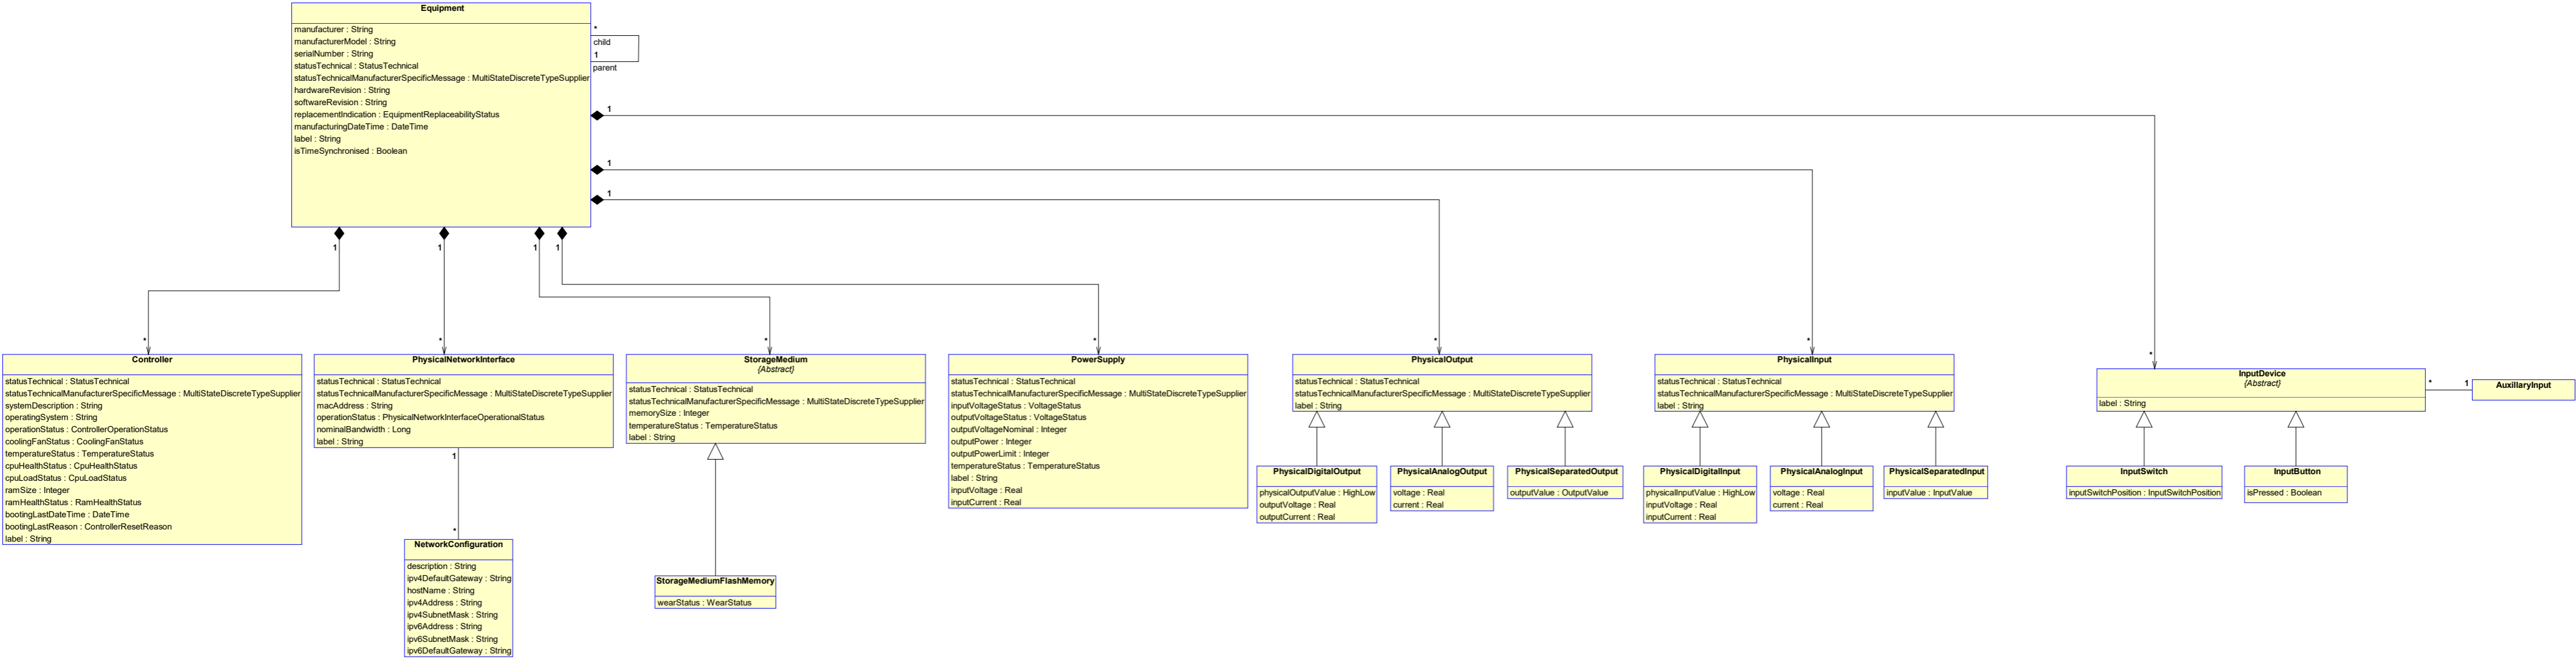 Equipment
manufacturer : String
manufacturerModel : String
serialNumber : String
statusTechnical : StatusTechnical
statusTechnicalManufacturerSpecificMessage : MultiStateDiscreteTypeSupplier
hardwareRevision : String
softwareRevision : String
replacementIndication : EquipmentReplaceabilityStatus
manufacturingDateTime : DateTime
label : String
isTimeSynchronised : Boolean
*
child
1
parent
1
1
1
1
1
1
1
*
*
*
*
*
*
*
Controller
statusTechnical : StatusTechnical
statusTechnicalManufacturerSpecificMessage : MultiStateDiscreteTypeSupplier
systemDescription : String
operatingSystem : String
operationStatus : ControllerOperationStatus
coolingFanStatus : CoolingFanStatus
temperatureStatus : TemperatureStatus
cpuHealthStatus : CpuHealthStatus
cpuLoadStatus : CpuLoadStatus
ramSize : Integer
ramHealthStatus : RamHealthStatus
bootingLastDateTime : DateTime
bootingLastReason : ControllerResetReason
label : String
PhysicalNetworkInterface
statusTechnical : StatusTechnical
statusTechnicalManufacturerSpecificMessage : MultiStateDiscreteTypeSupplier
macAddress : String
operationStatus : PhysicalNetworkInterfaceOperationalStatus
nominalBandwidth : Long
label : String
1
*
NetworkConfiguration
description : String
ipv4DefaultGateway : String
hostName : String
ipv4Address : String
ipv4SubnetMask : String
ipv6Address : String
ipv6SubnetMask : String
ipv6DefaultGateway : String
StorageMedium
{Abstract}
statusTechnical : StatusTechnical
statusTechnicalManufacturerSpecificMessage : MultiStateDiscreteTypeSupplier
memorySize : Integer
temperatureStatus : TemperatureStatus
label : String
StorageMediumFlashMemory
wearStatus : WearStatus
PowerSupply
statusTechnical : StatusTechnical
statusTechnicalManufacturerSpecificMessage : MultiStateDiscreteTypeSupplier
inputVoltageStatus : VoltageStatus
outputVoltageStatus : VoltageStatus
outputVoltageNominal : Integer
outputPower : Integer
outputPowerLimit : Integer
temperatureStatus : TemperatureStatus
label : String
inputVoltage : Real
inputCurrent : Real
PhysicalOutput
statusTechnical : StatusTechnical
statusTechnicalManufacturerSpecificMessage : MultiStateDiscreteTypeSupplier
label : String
PhysicalDigitalOutput
physicalOutputValue : HighLow
outputVoltage : Real
outputCurrent : Real
PhysicalAnalogOutput
voltage : Real
current : Real
PhysicalSeparatedOutput
outputValue : OutputValue
PhysicalInput
statusTechnical : StatusTechnical
statusTechnicalManufacturerSpecificMessage : MultiStateDiscreteTypeSupplier
label : String
PhysicalDigitalInput
physicalInputValue : HighLow
inputVoltage : Real
inputCurrent : Real
PhysicalAnalogInput
voltage : Real
current : Real
PhysicalSeparatedInput
inputValue : InputValue
InputDevice
{Abstract}
label : String
*
1
AuxillaryInput
InputSwitch
inputSwitchPosition : InputSwitchPosition
InputButton
isPressed : Boolean